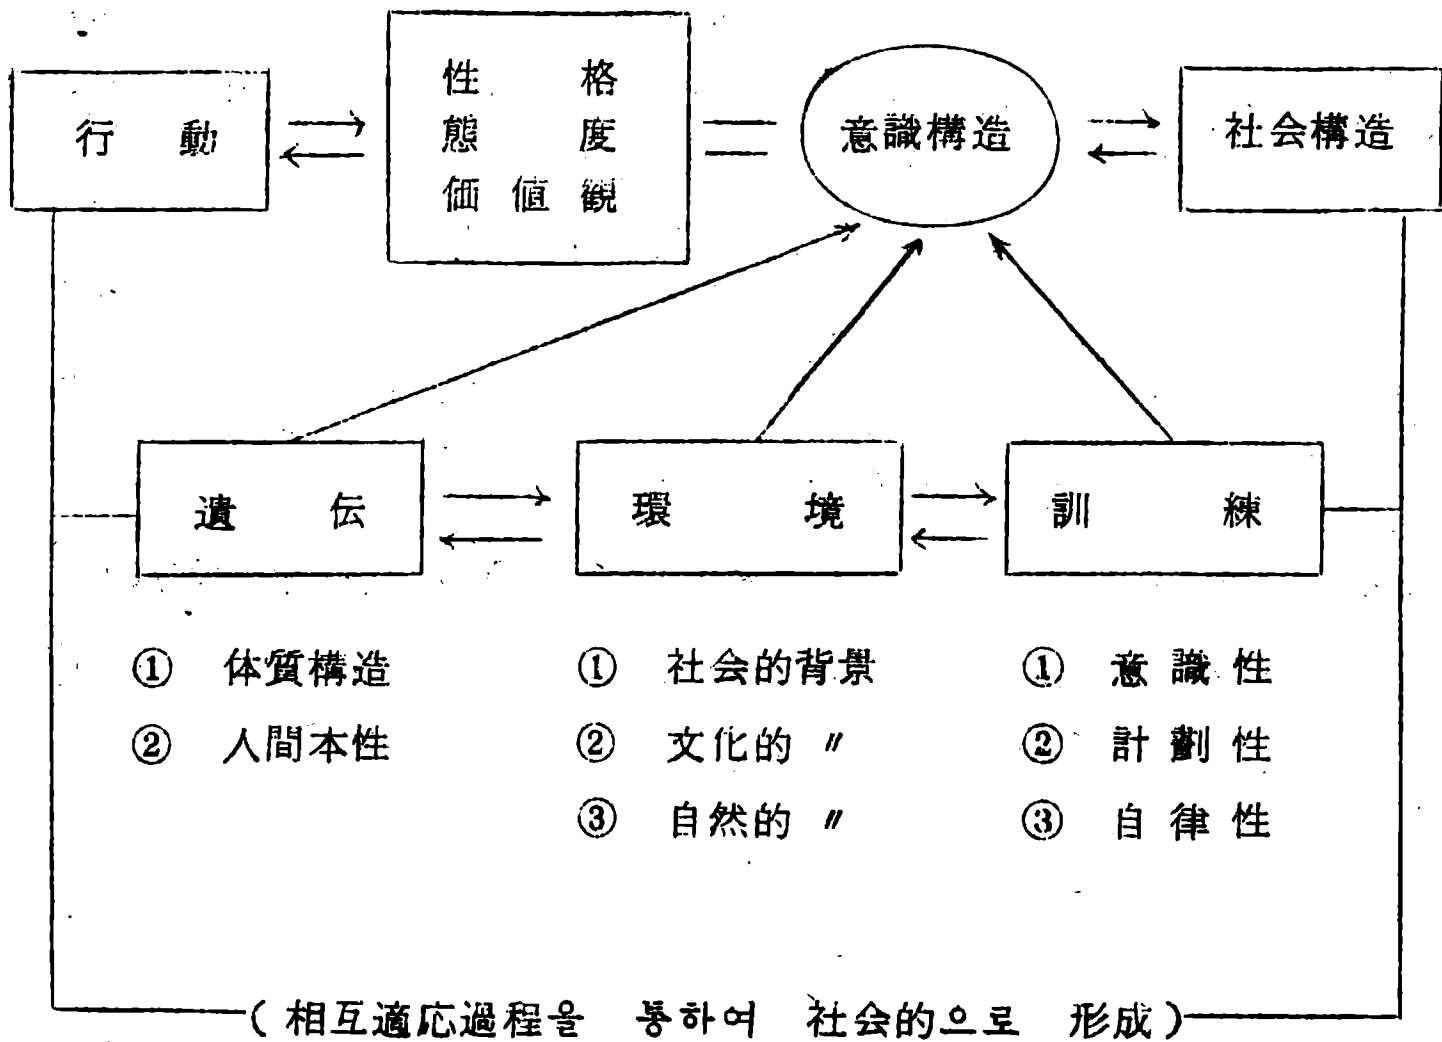 行動
性格
態度
価値観
意識構造
社会構造
遺伝
環境
訓練
① 体質構造
② 人間本性
① 社会的背景
② 文化的 〃
③ 自然的 〃
① 意識性
② 計劃性
③ 自律性
(相互適応過程을 통하여 社会的으로 形成)